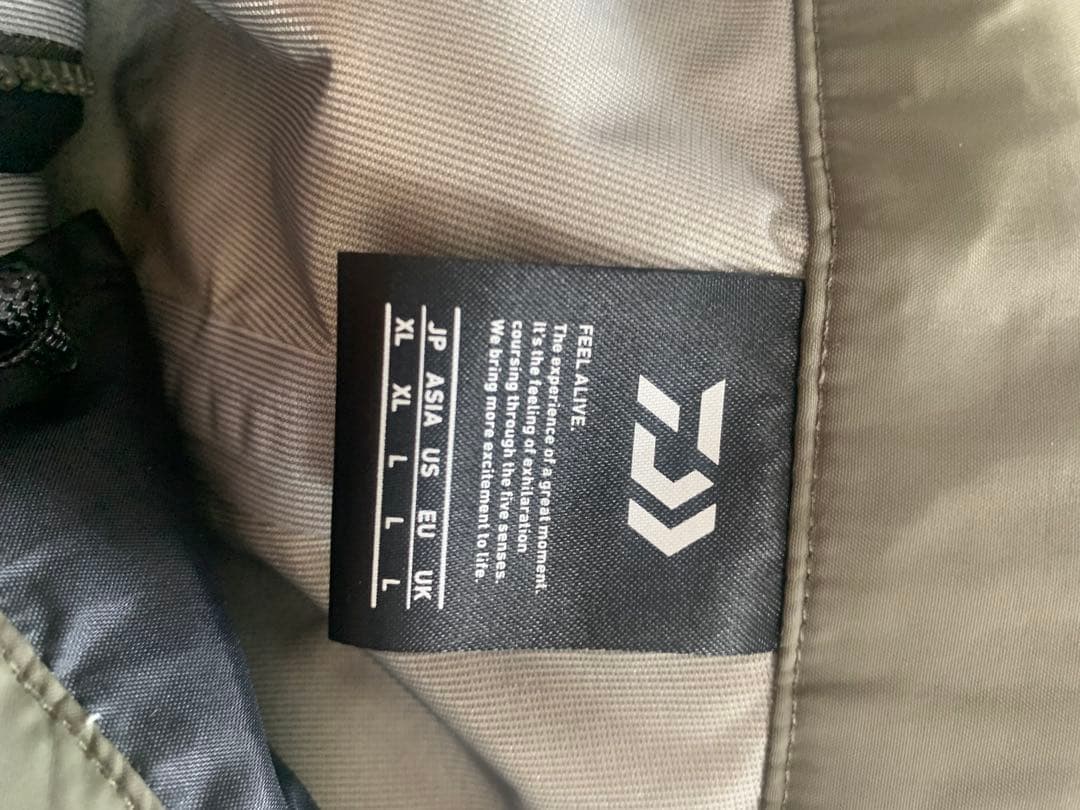 FEEL ALIVE.
The experience of a great moment.
It's the feeling of exhilaration
coursing through the five senses.
We bring more excitement to life.
JP ASIA US EU UK
XL XL L L L